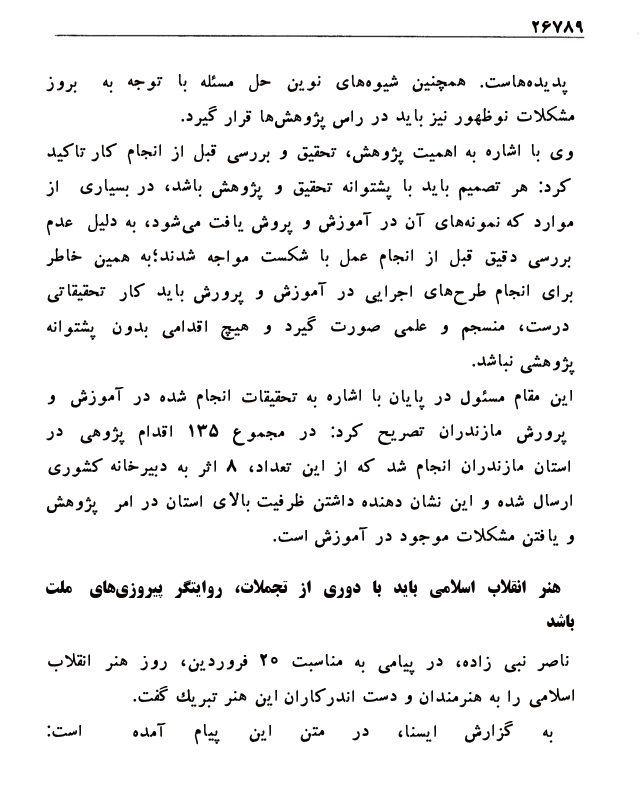 ۲۶۷۸۹
پدیده‌هاست. همچنین شیوه‌های نوین حل مسئله با توجه به بروز
مشکلات نوظهور نیز باید در راس پژوهش‌ها قرار گیرد.
وی با اشاره به اهمیت پژوهش، تحقیق و بررسی قبل از انجام کار تاکید
کرد: هر تصمیم باید با پشتوانه تحقیق و پژوهش باشد، در بسیاری از
موارد که نمونه‌های آن در آموزش و پروش یافت می‌شود، به دلیل عدم
بررسی دقیق قبل از انجام عمل با شکست مواجه شدند؛به همین خاطر
برای انجام طرح‌های اجرایی در آموزش و پرورش باید کار تحقیقاتی
درست، منسجم و علمی صورت گیرد و هیچ اقدامی بدون پشتوانه
پژوهشی نباشد.
این مقام مسئول در پایان با اشاره به تحقیقات انجام شده در آموزش و
پرورش مازندران تصریح کرد: در مجموع ۱۳۵ اقدام پژوهی در
استان مازندران انجام شد که از این تعداد، ۸ اثر به دبیرخانه کشوری
ارسال شده و این نشان دهنده داشتن ظرفیت بالای استان در امر پژوهش
و یافتن مشکلات موجود در آموزش است.
هنر انقلاب اسلامی باید با دوری از تجملات، روایتگر پیروزی‌های ملت
باشد
ناصر نبی زاده، در پیامی به مناسبت ۲۰ فروردین، روز هنر انقلاب
اسلامی را به هنرمندان و دست اندرکاران این هنر تبریك گفت.
به گزارش ایسنا، در متن این پیام آمده است: